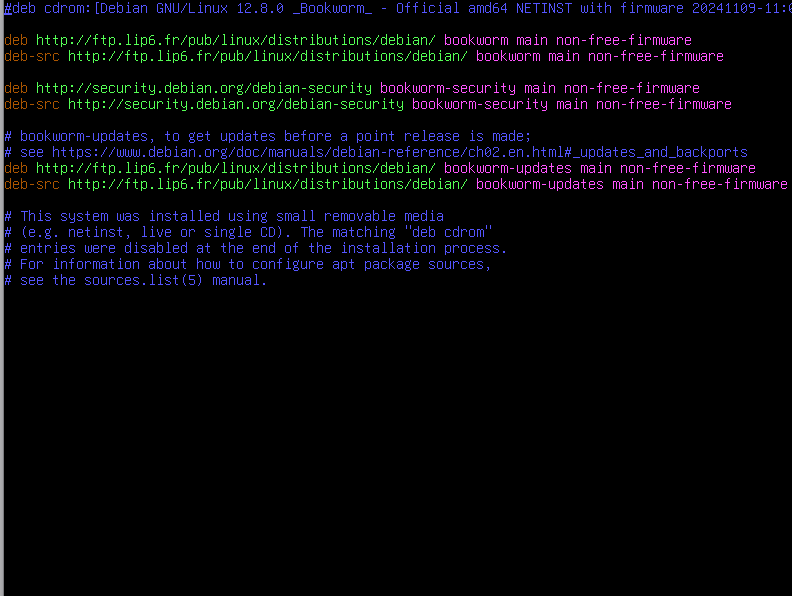 #deb cdrom:[Debian GNU/Linux 12.8.0 _Bookworm_ - Official amd64 NETINST with firmware 20241109-11:0
deb http://ftp.lip6.fr/pub/linux/distributions/debian/ bookworm main non-free-firmware
deb-src http://ftp.lip6.fr/pub/linux/distributions/debian/ bookworm main non-free-firmware
deb http://security.debian.org/debian-security bookworm-security main non-free-firmware
deb-src http://security.debian.org/debian-security bookworm-security main non-free-firmware
# bookworm-updates, to get updates before a point release is made;
# see https://www.debian.org/doc/manuals/debian-reference/ch02.en.html#_updates_and_backports
deb http://ftp.lip6.fr/pub/linux/distributions/debian/ bookworm-updates main non-free-firmware
deb-src http://ftp.lip6.fr/pub/linux/distributions/debian/ bookworm-updates main non-free-firmware
# This system was installed using small removable media
# (e.g. netinst, live or single CD). The matching "deb cdrom"
# entries were disabled at the end of the installation process.
# For information about how to configure apt package sources,
# see the sources.list(5) manual.